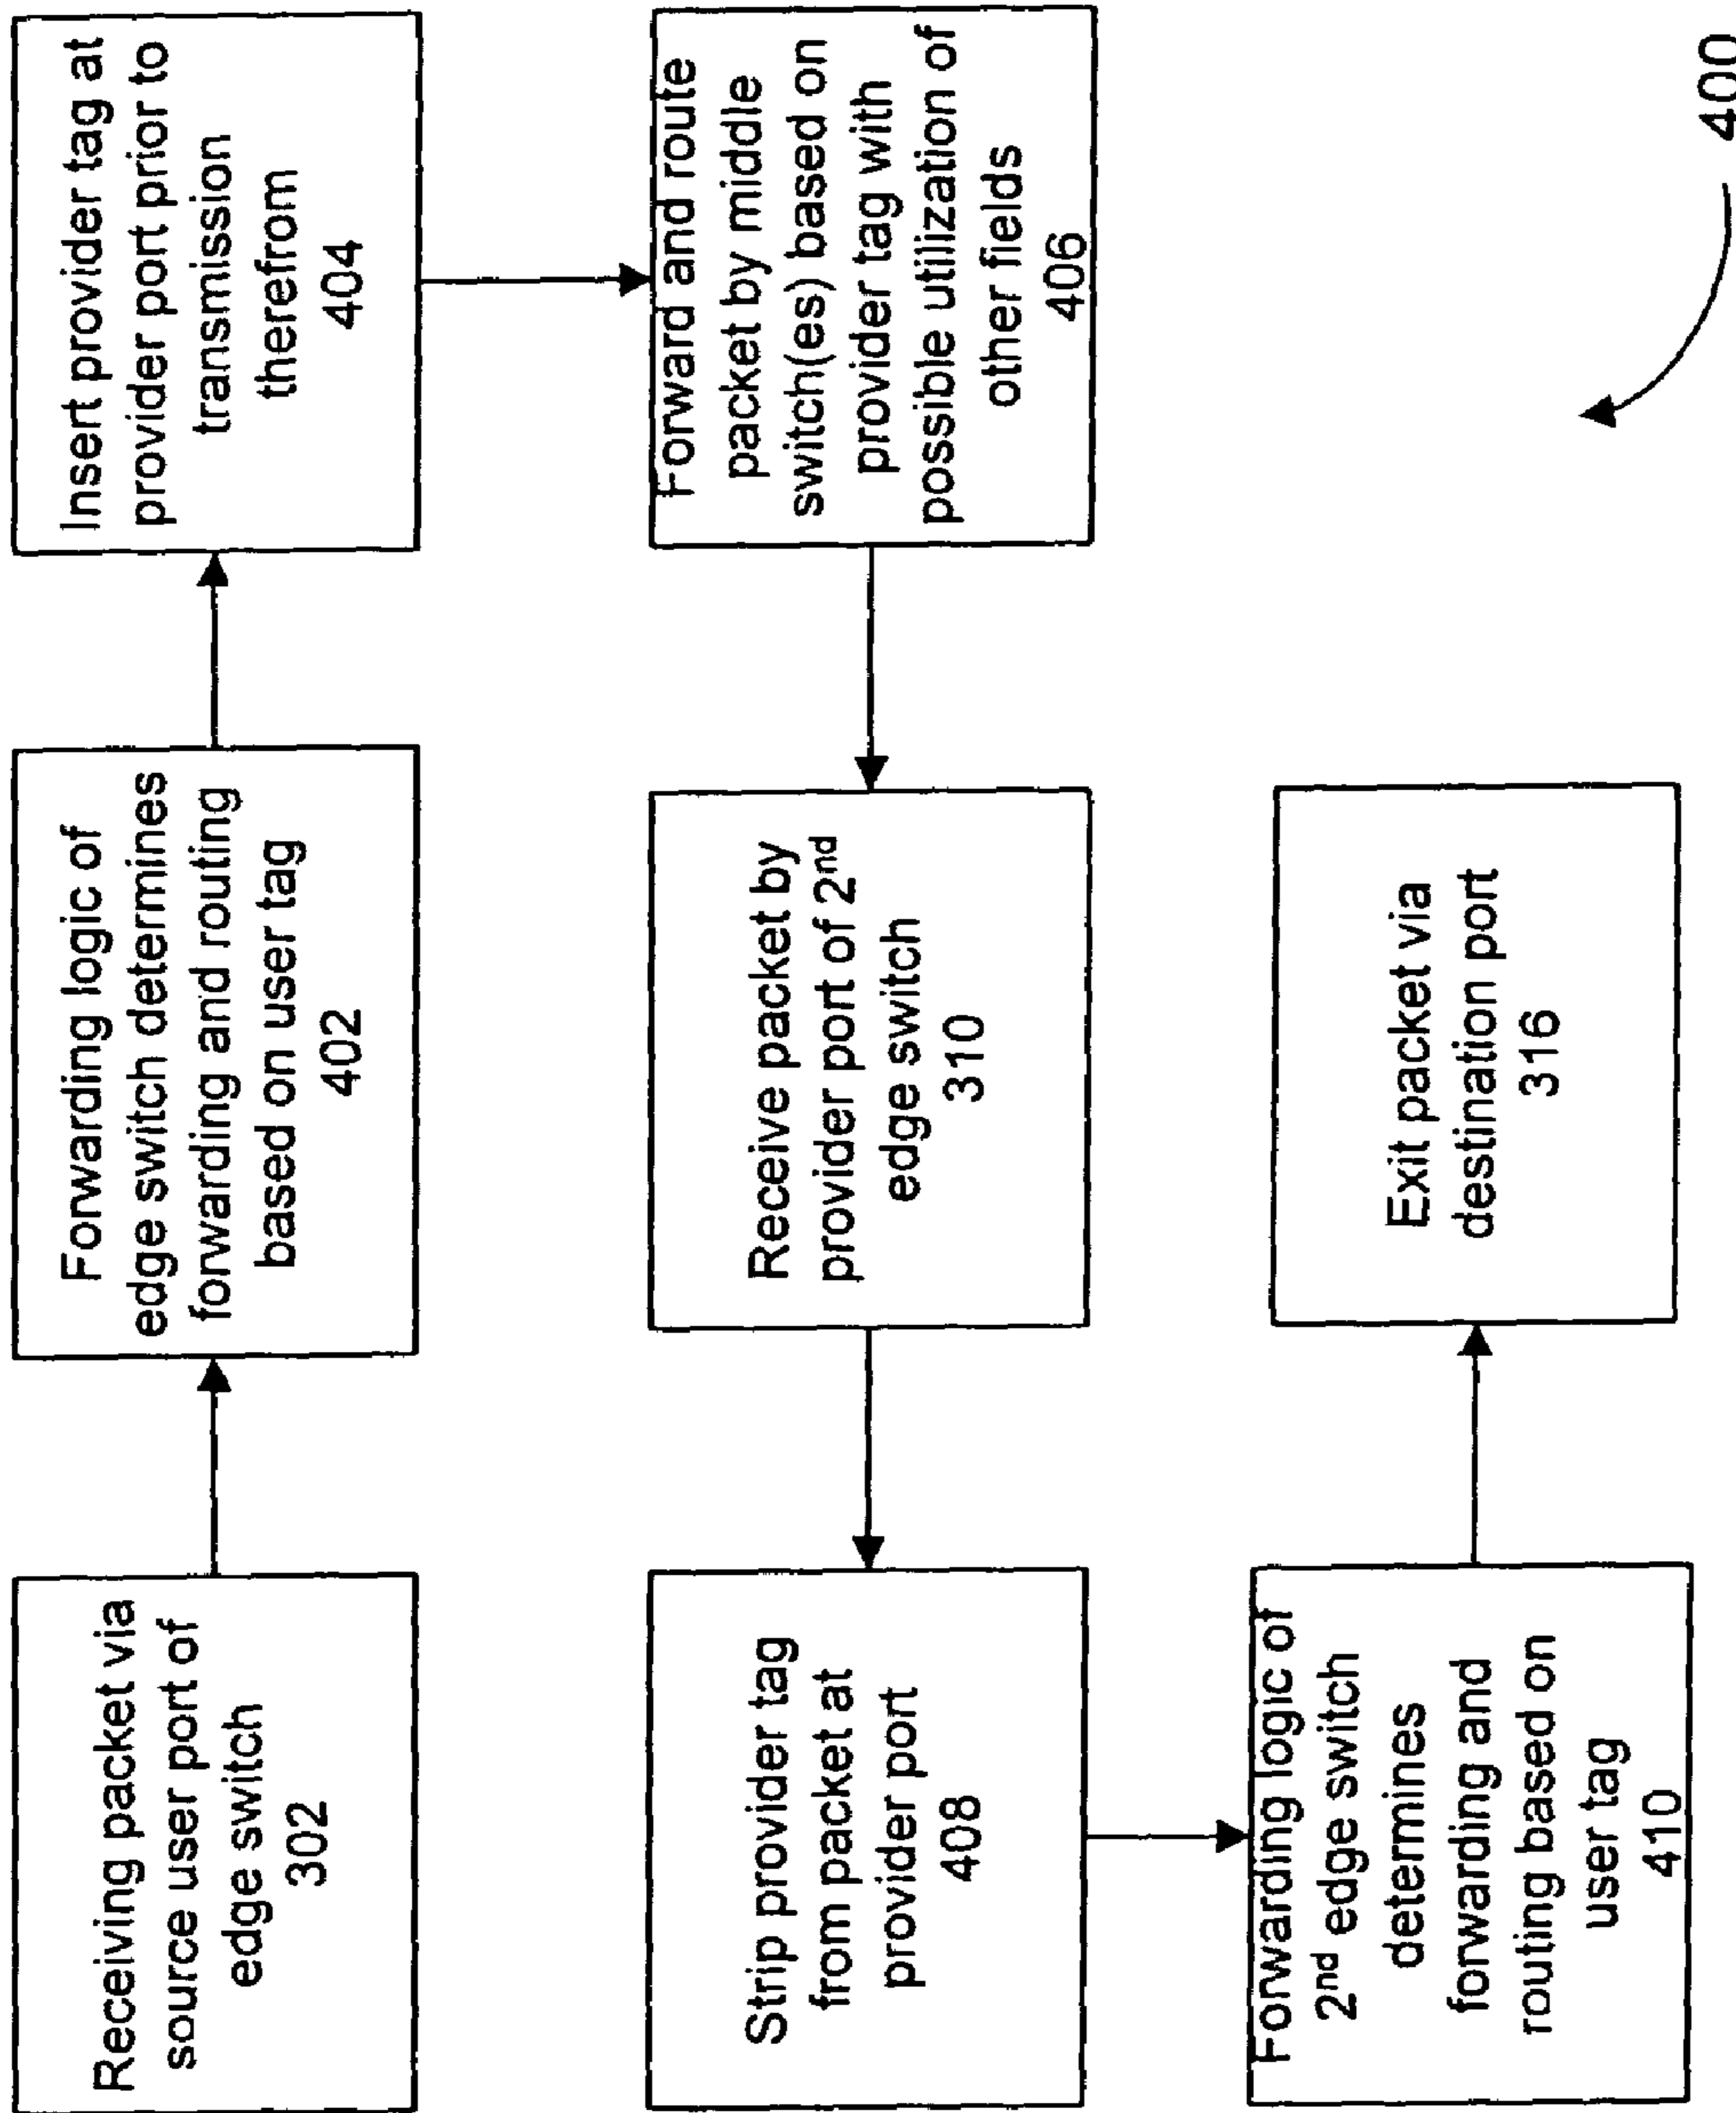 Receiving packet via
source user port of
edge switch
302
Forwarding logic of
edge switch determines
forwarding and routing
based on user tag
402
Insert provider tag at
provider port prior to
transmission
therefrom
404
Forward and route
packet by middle
switch(es) based on
provider tag with
possible utilization of
other fields
406
Receive packet by
provider port of 2nd
edge switch
310
Strip provider tag
from packet at
provider port
408
Forwarding logic of
2nd edge switch
determines
forwarding and
routing based on
user tag
410
Exit packet via
destination port
316
400